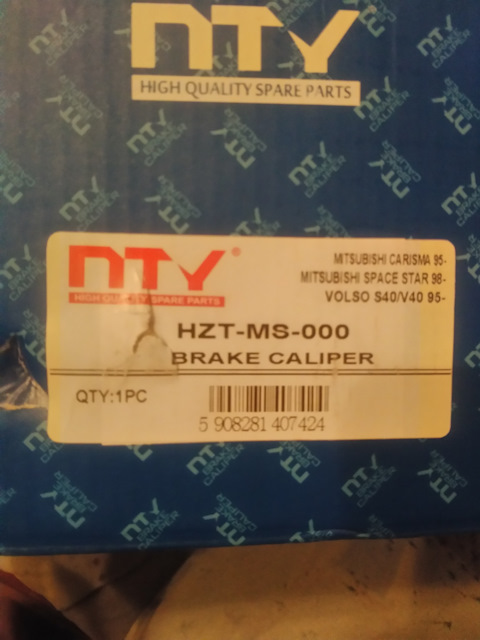 NTY
HIGH QUALITY SPARE PARTS
NTY®
HIGH QUALITY SPARE PARTS
MITSUBISHI CARISMA 95-
MITSUBISHI SPACE STAR 98-
VOLSO S40/V40 95-
HZT-MS-000
BRAKE CALIPER
QTY:1PC
5 908281 407424